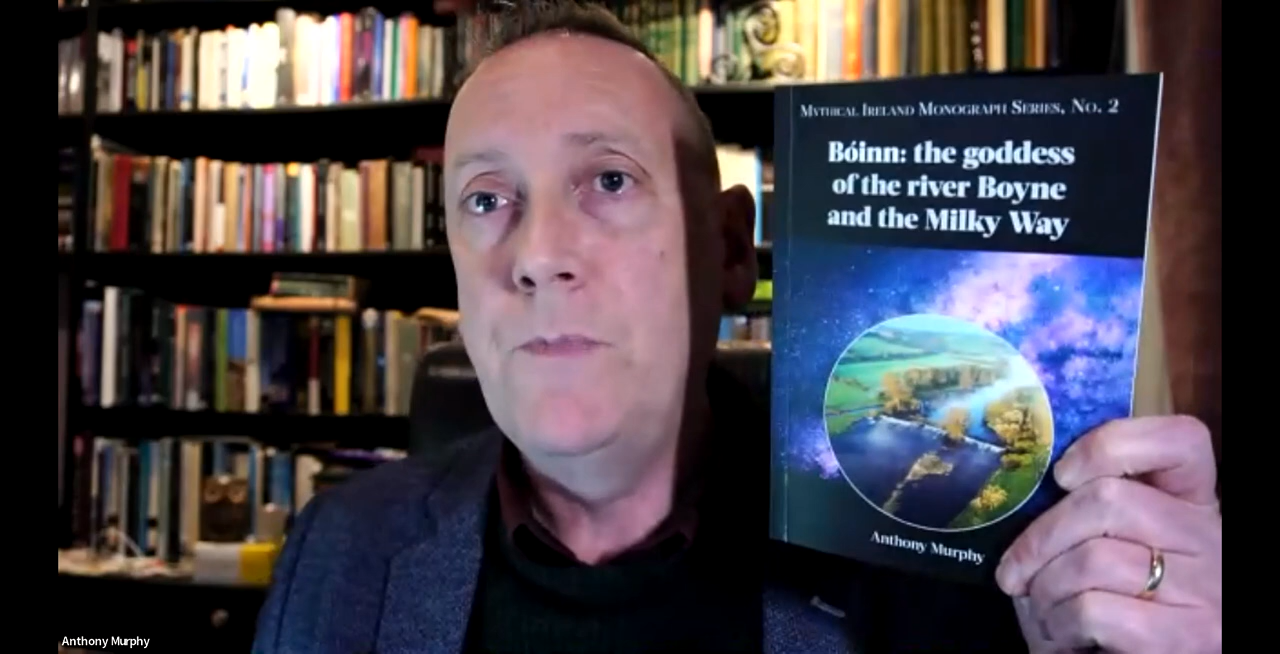 Mythical Ireland Monograph Series, No. 2
Bóinn: the goddess
of the river Boyne
and the Milky Way
Anthony Murphy
Anthony Murphy